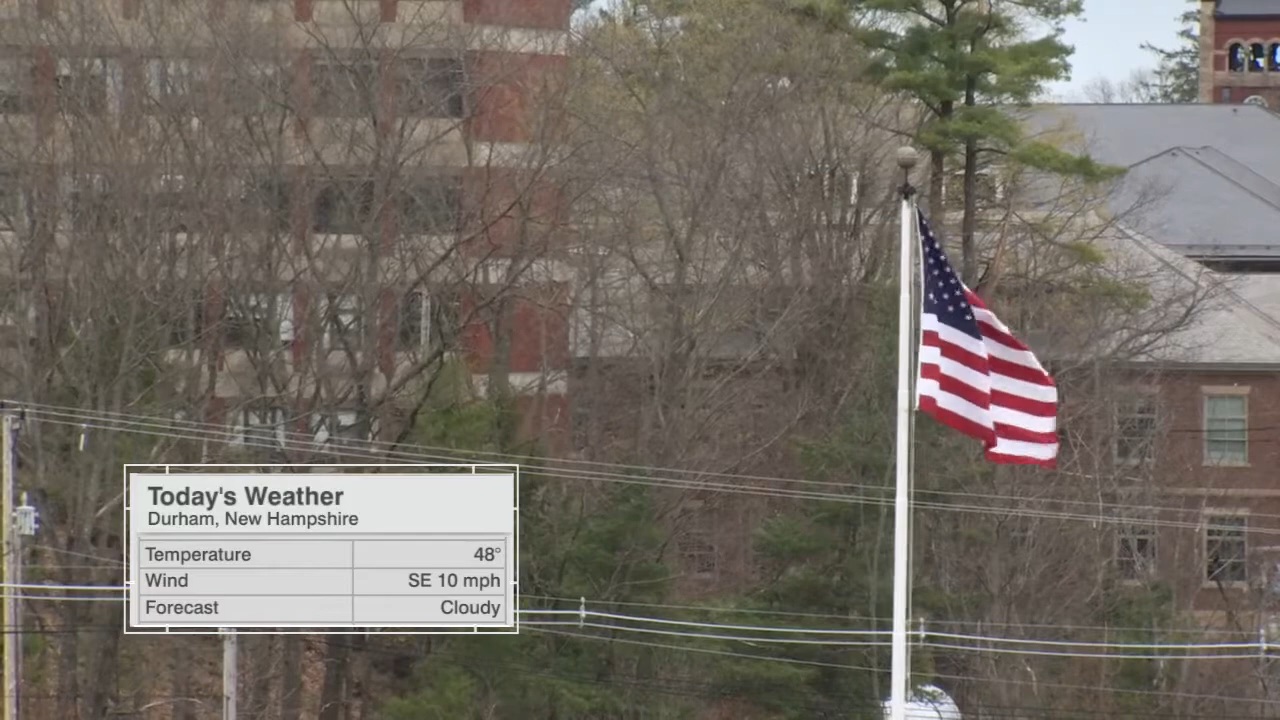 Today's Weather
Durham, New Hampshire
Temperature 48°
Wind SE 10 mph
Forecast Cloudy